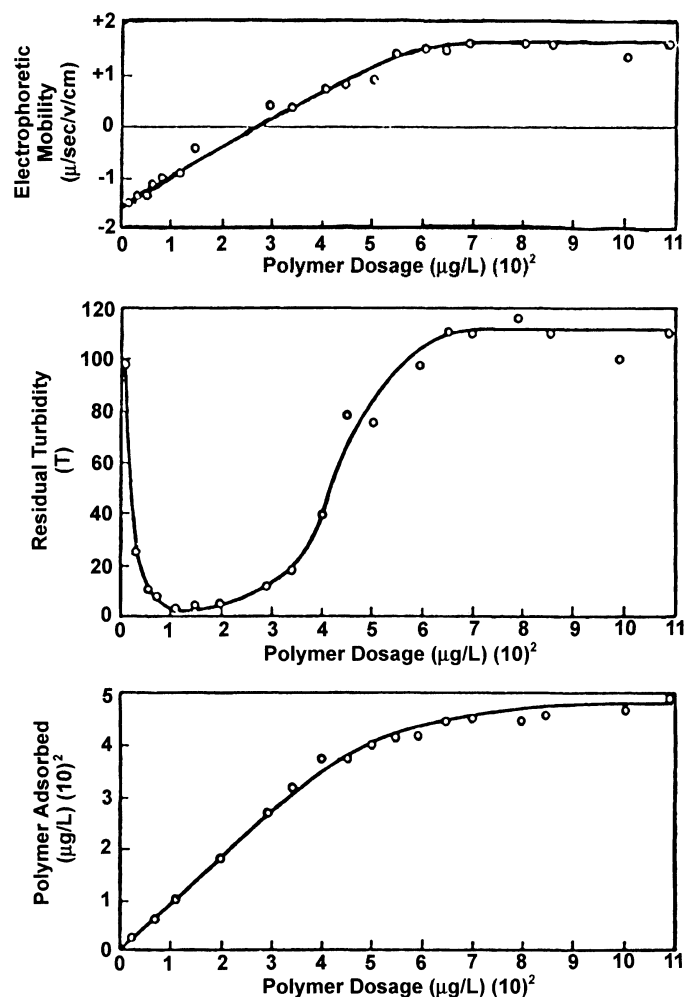 +2
+1
0
-1
-2
Electrophoretic
Mobility
(μ/sec/v/cm)
0 1 2 3 4 5 6 7 8 9 10 11
Polymer Dosage (μg/L) (10)²
120
100
80
60
40
20
0
Residual Turbidity
(T)
0 1 2 3 4 5 6 7 8 9 10 11
Polymer Dosage (μg/L) (10)²
5
4
3
2
1
0
Polymer Adsorbed
(μg/L) (10)²
0 1 2 3 4 5 6 7 8 9 10 11
Polymer Dosage (μg/L) (10)²